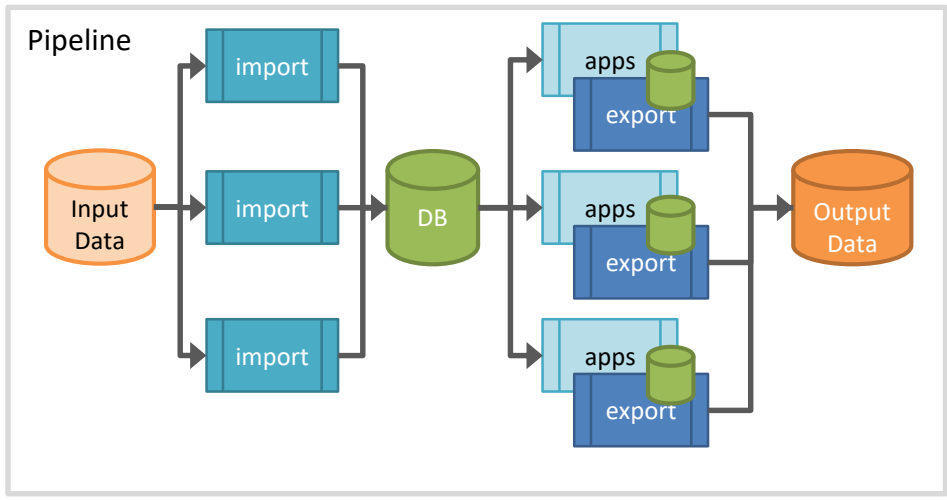 Pipeline
import
import
import
Input
Data
DB
apps
export
apps
export
apps
export
Output
Data